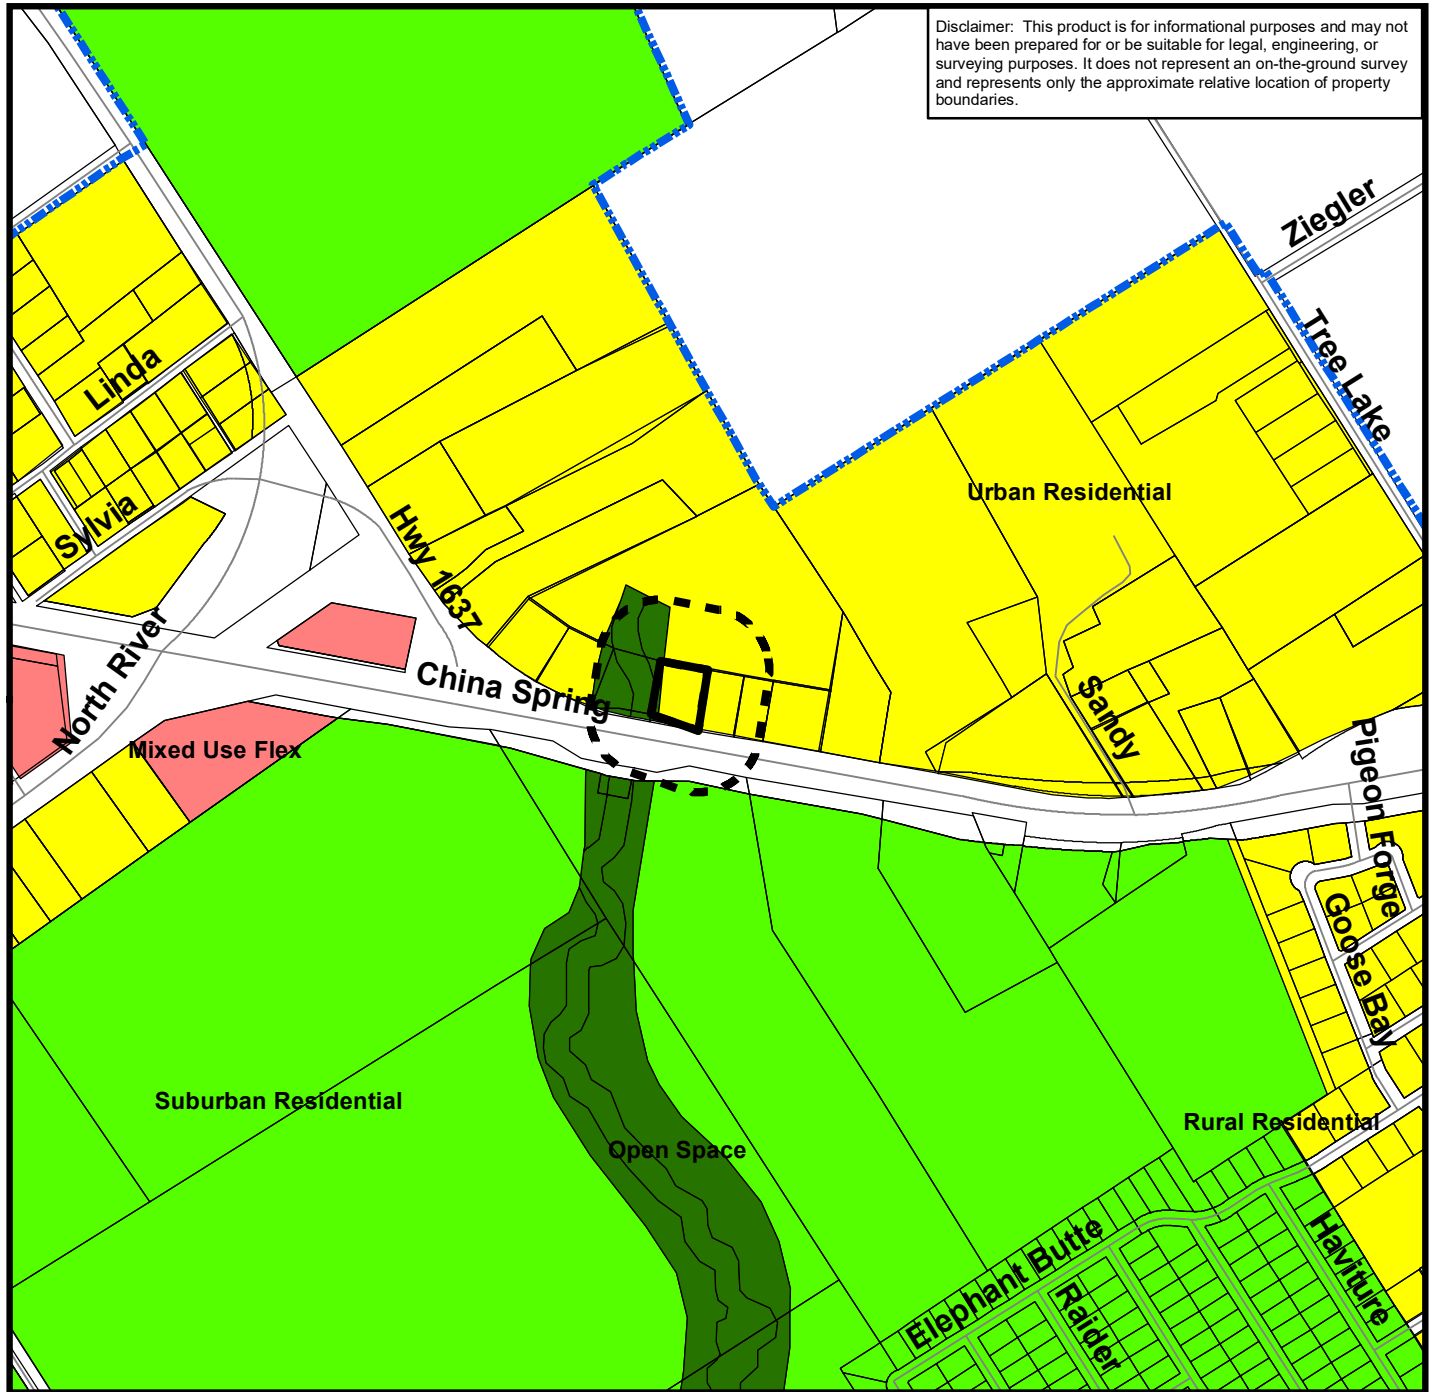 Disclaimer: This product is for informational purposes and may not
have been prepared for or be suitable for legal, engineering, or
surveying purposes. It does not represent an on-the-ground survey
and represents only the approximate relative location of property
boundaries.
Ziegler
Tree Lake
Linda
Urban Residential
Sylvia
Hwy 1637
North River
China Spring
Sandy
Mixed Use Flex
Pigeon Forge
Goose Bay
Suburban Residential
Rural Residential
Open Space
Elephant Butte
Raider
Haviture